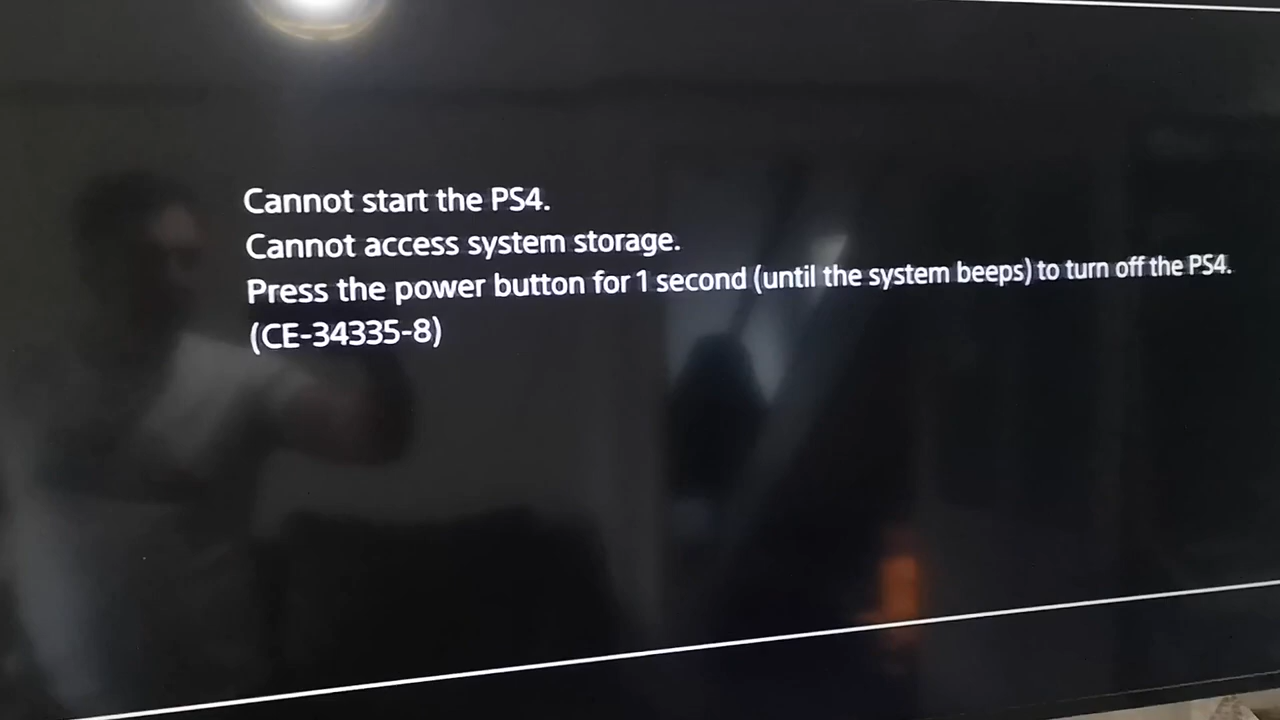 Cannot start the PS4.
Cannot access system storage.
Press the power button for 1 second (until the system beeps) to turn off the PS4.
(CE-34335-8)